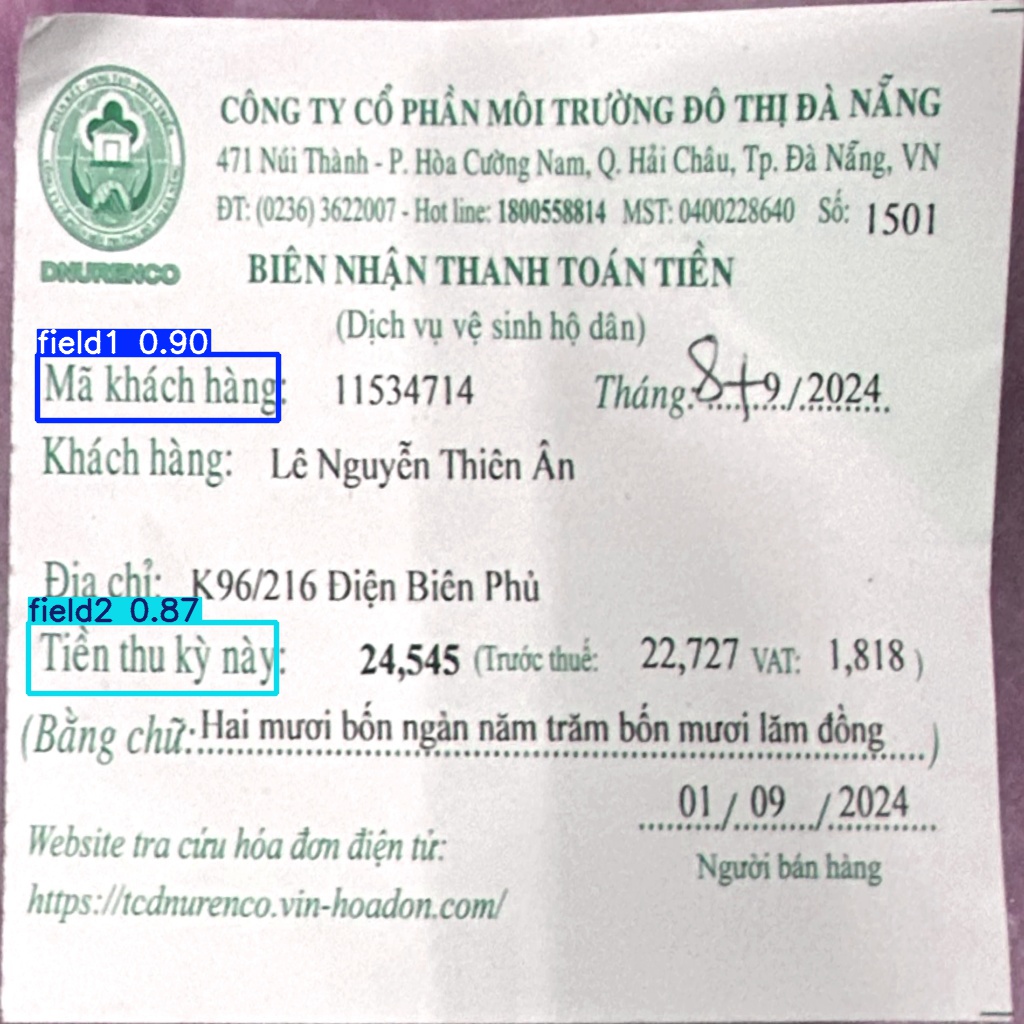 CÔNG TY CỔ PHẦN MÔI TRƯỜNG ĐÔ THỊ ĐÀ NẴNG
471 Núi Thành - P. Hòa Cường Nam, Q. Hải Châu, Tp. Đà Nẵng, VN
ĐT: (0236) 3622007 - Hot line: 1800558814 MST: 0400228640 Số: 1501
DNURENCO
BIÊN NHẬN THANH TOÁN TIỀN
(Dịch vụ vệ sinh hộ dân)
field1 0.90
Mã khách hàng: 11534714 Tháng: 8+9/2024
Khách hàng: Lê Nguyễn Thiên Ân
Địa chỉ: K96/216 Điện Biên Phủ
field2 0.87
Tiền thu kỳ này: 24,545 (Trước thuế: 22,727 VAT: 1,818 )
(Bằng chữ: Hai mươi bốn ngàn năm trăm bốn mươi lăm đồng )
01 / 09 / 2024
Người bán hàng
Website tra cứu hóa đơn điện tử:
https://tcdnurenco.vin-hoadon.com/